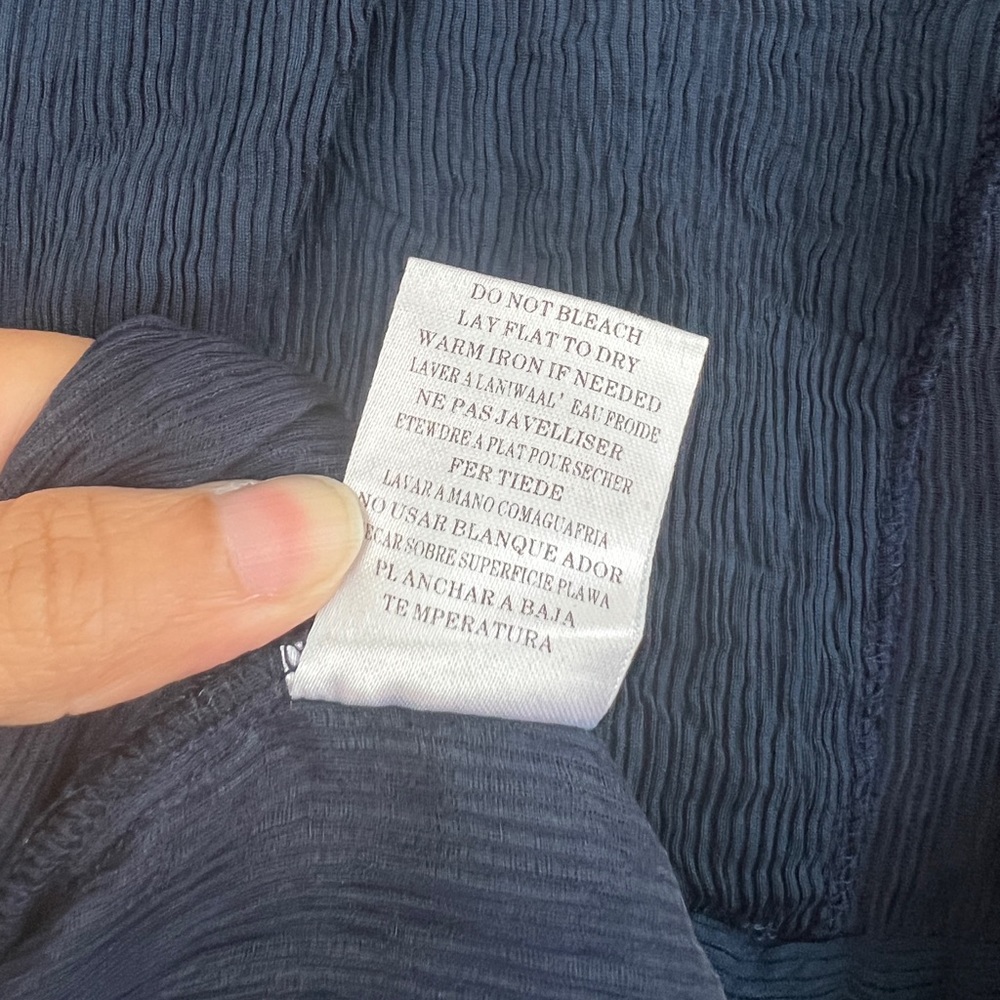 DO NOT BLEACH
LAY FLAT TO DRY
WARM IRON IF NEEDED
LAVER A LANIWAAL' EAU FROIDE
NE PAS JAVELLISER
ETEWDRE A PLAT POUR SECHER
FER TIEDE
LAVAR A MANO COMAGUAFRIA
NO USAR BLANQUE ADOR
ECAR SOBRE SUPERFICIE PLAWA
PL ANCHAR A BAJA
TE MPERATURA